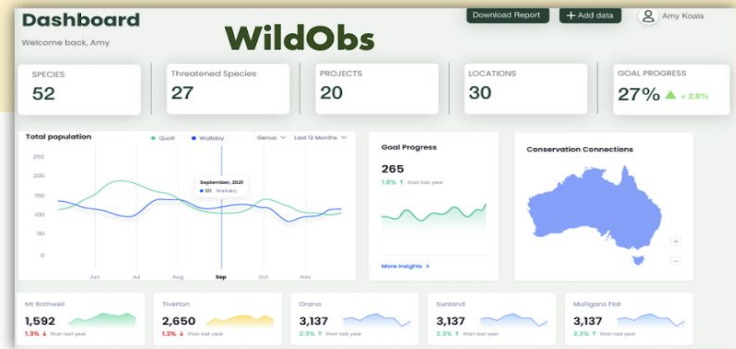 Dashboard
WildObs
Download Report
+ Add data
Amy Koala
Welcome back, Amy
SPECIES
52
Threatened Species
27
PROJECTS
20
LOCATIONS
30
GOAL PROGRESS
27% ▲ + 2.8%
Total population
Quoll
Wallaby
Genus
Last 12 Months
250
200
150
100
50
0
September, 2021
121 Wallaby
Jun
Jul
Aug
Sep
Oct
Nov
Goal Progress
265
1.8% ↑ than last year
More Insights >
Conservation Connections
+
−
Mt Rothwell
1,592
1.3% ↓ than last year
Tiverton
2,650
1.2% ↓ than last year
Orana
3,137
2.3% ↑ than last year
Sunland
3,137
2.3% ↑ than last year
Mulligans Flat
3,137
2.3% ↑ than last year